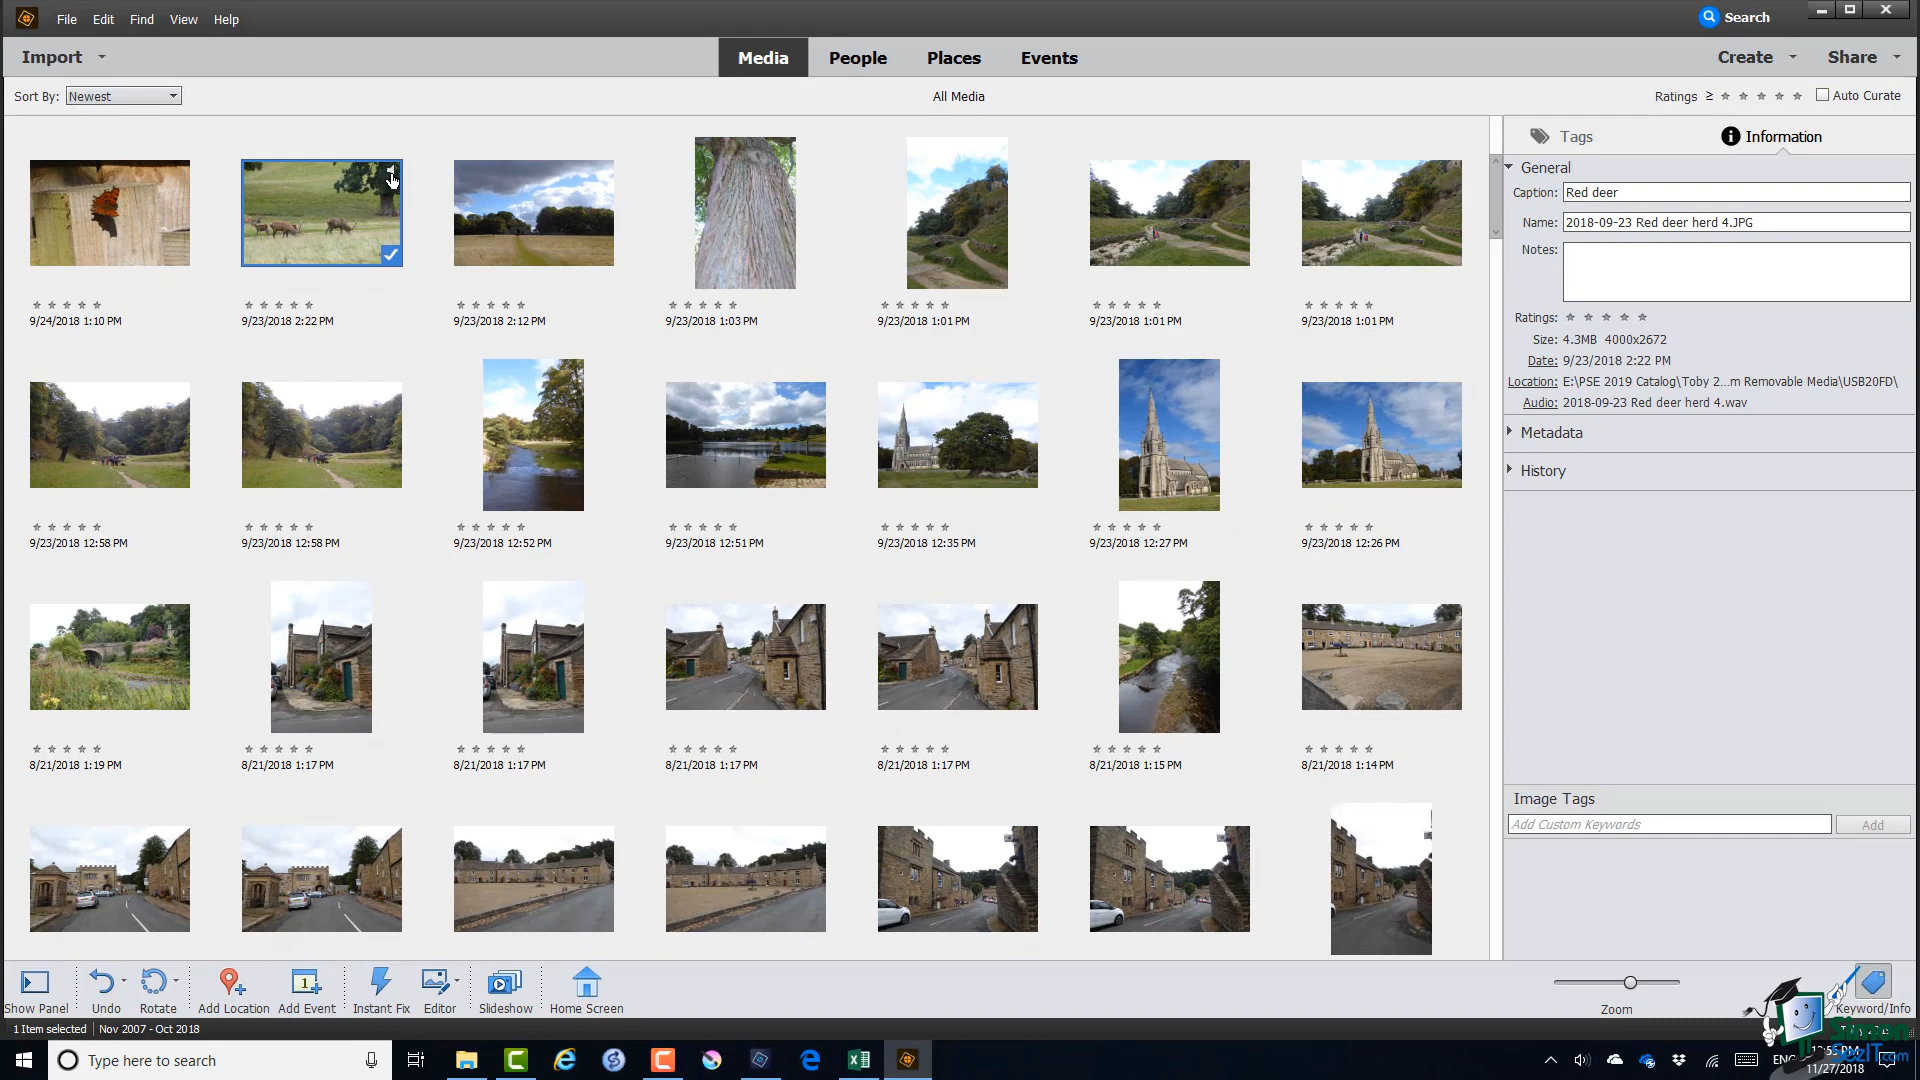 File Edit Find View Help
Search
Import
Media People Places Events
Create Share
Sort By: Newest
All Media
Ratings ≥
Auto Curate
Tags Information
General
Caption: Red deer
Name: 2018-09-23 Red deer herd 4.JPG
Notes:
Ratings:
Size: 4.3MB 4000x2672
Date: 9/23/2018 2:22 PM
Location: E:\PSE 2019 Catalog\Toby 2...m Removable Media\USB20FD\
Audio: 2018-09-23 Red deer herd 4.wav
Metadata
History
9/24/2018 1:10 PM 9/23/2018 2:22 PM 9/23/2018 2:12 PM 9/23/2018 1:03 PM 9/23/2018 1:01 PM 9/23/2018 1:01 PM 9/23/2018 1:01 PM
9/23/2018 12:58 PM 9/23/2018 12:58 PM 9/23/2018 12:52 PM 9/23/2018 12:51 PM 9/23/2018 12:35 PM 9/23/2018 12:27 PM 9/23/2018 12:26 PM
8/21/2018 1:19 PM 8/21/2018 1:17 PM 8/21/2018 1:17 PM 8/21/2018 1:17 PM 8/21/2018 1:17 PM 8/21/2018 1:15 PM 8/21/2018 1:14 PM
Image Tags
Add Custom Keywords Add
Show Panel Undo Rotate Add Location Add Event Instant Fix Editor Slideshow Home Screen Zoom Keyword/Info
1 Item selected Nov 2007 - Oct 2018
Type here to search
11/27/2018